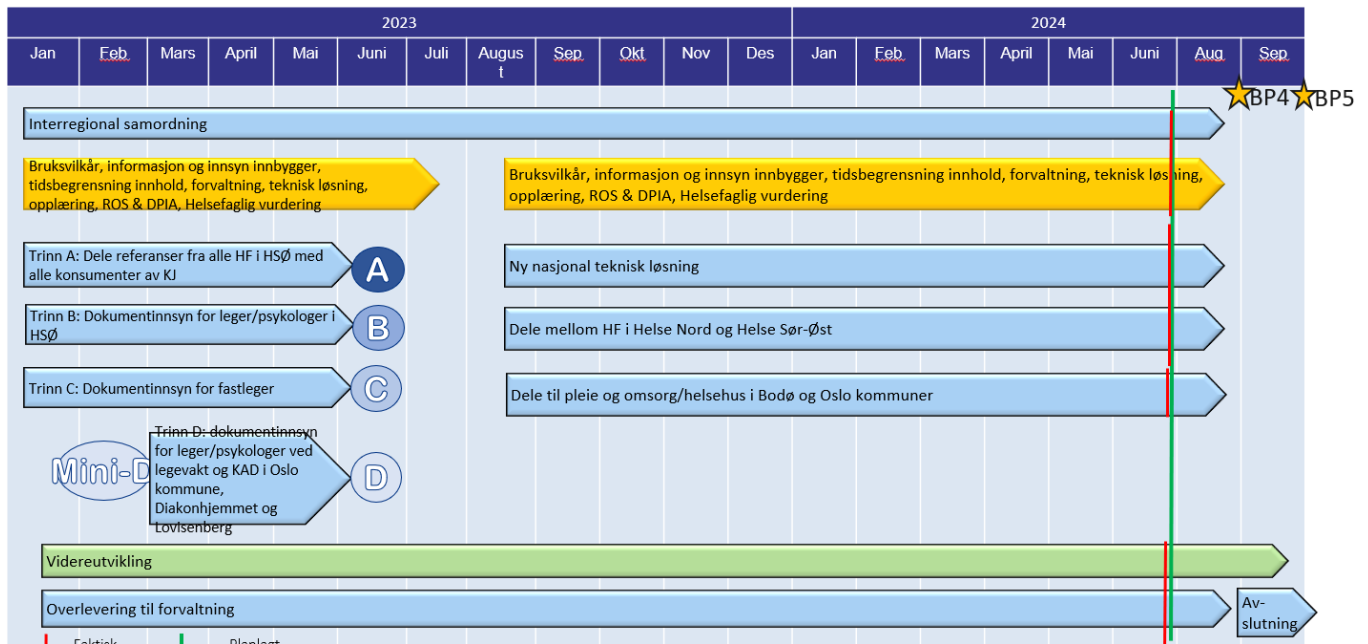 2023
2024
Jan Feb Mars April Mai Juni Juli Augus
t
Sep Okt Nov Des Jan Feb Mars April Mai Juni Aug Sep
BP4
BP5
Interregional samordning
Bruksvilkår, informasjon og innsyn innbygger,
tidsbegrensning innhold, forvaltning, teknisk løsning,
opplæring, ROS & DPIA, Helsefaglig vurdering
Bruksvilkår, informasjon og innsyn innbygger, tidsbegrensning innhold, forvaltning, teknisk løsning,
opplæring, ROS & DPIA, Helsefaglig vurdering
Trinn A: Dele referanser fra alle HF i HSØ med
alle konsumenter av KJ
A
Ny nasjonal teknisk løsning
Trinn B: Dokumentinnsyn for leger/psykologer i
HSØ
B
Dele mellom HF i Helse Nord og Helse Sør-Øst
Trinn C: Dokumentinnsyn for fastleger
C
Dele til pleie og omsorg/helsehus i Bodø og Oslo kommuner
Mini-D
Trinn D: dokumentinnsyn
for leger/psykologer ved
legevakt og KAD i Oslo
kommune,
Diakonhjemmet og
Lovisenberg
D
Videreutvikling
Overlevering til forvaltning
Av-
slutning
Faktisk
Planlagt